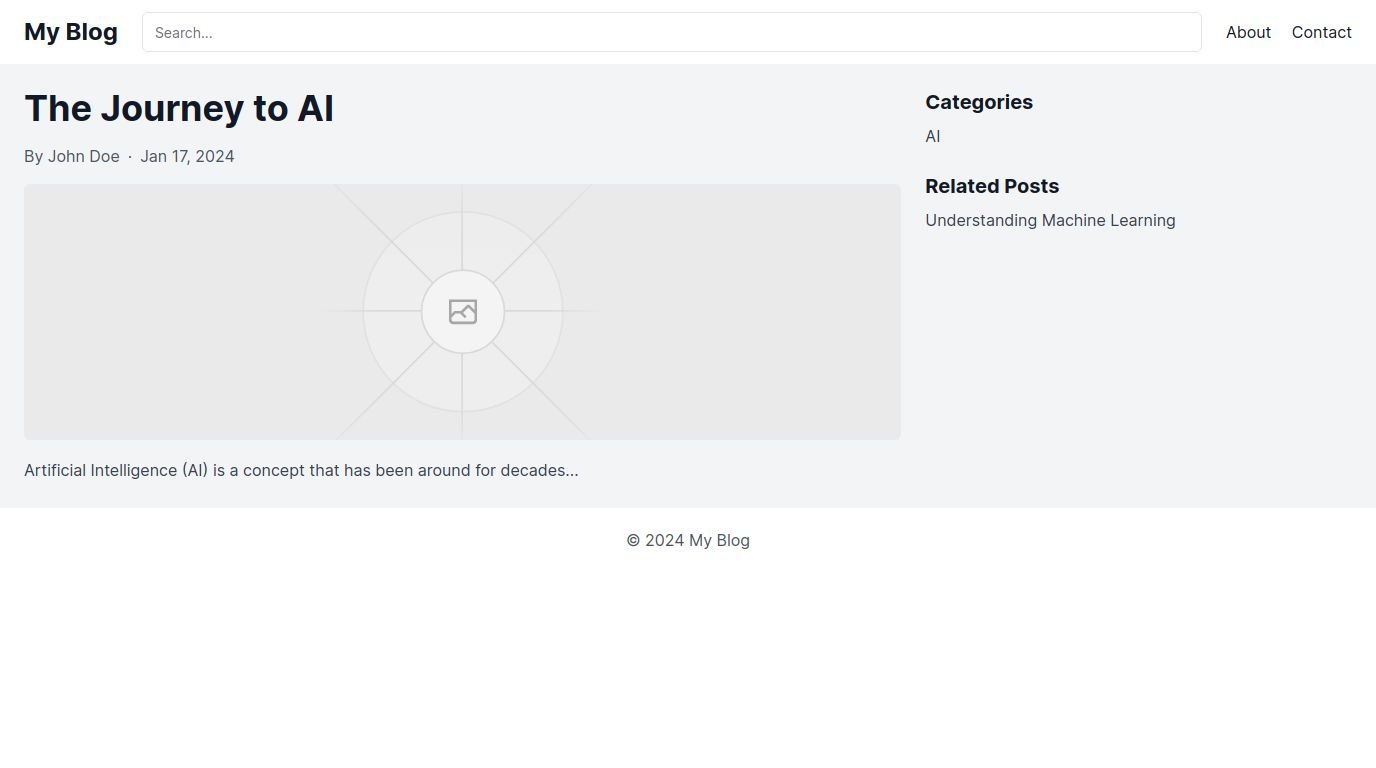 My Blog
Search...
About
Contact
The Journey to AI
By John Doe · Jan 17, 2024
Artificial Intelligence (AI) is a concept that has been around for decades...
Categories
AI
Related Posts
Understanding Machine Learning
© 2024 My Blog